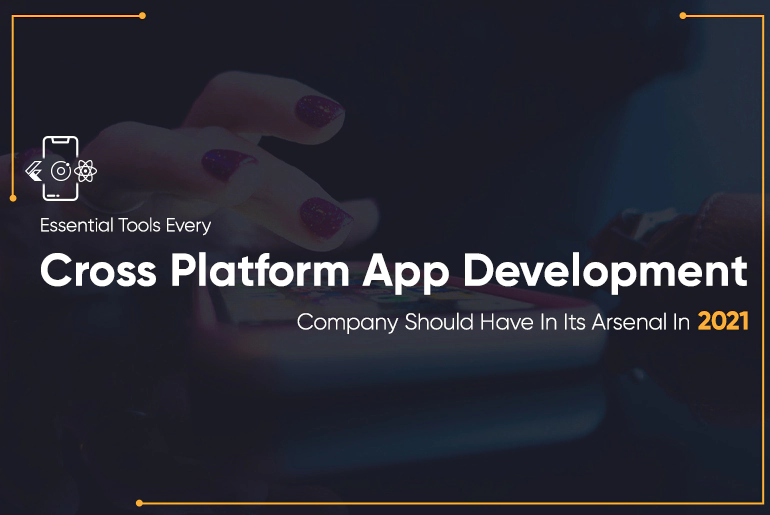 Essential Tools Every
Cross Platform App Development
Company Should Have In Its Arsenal In 2021